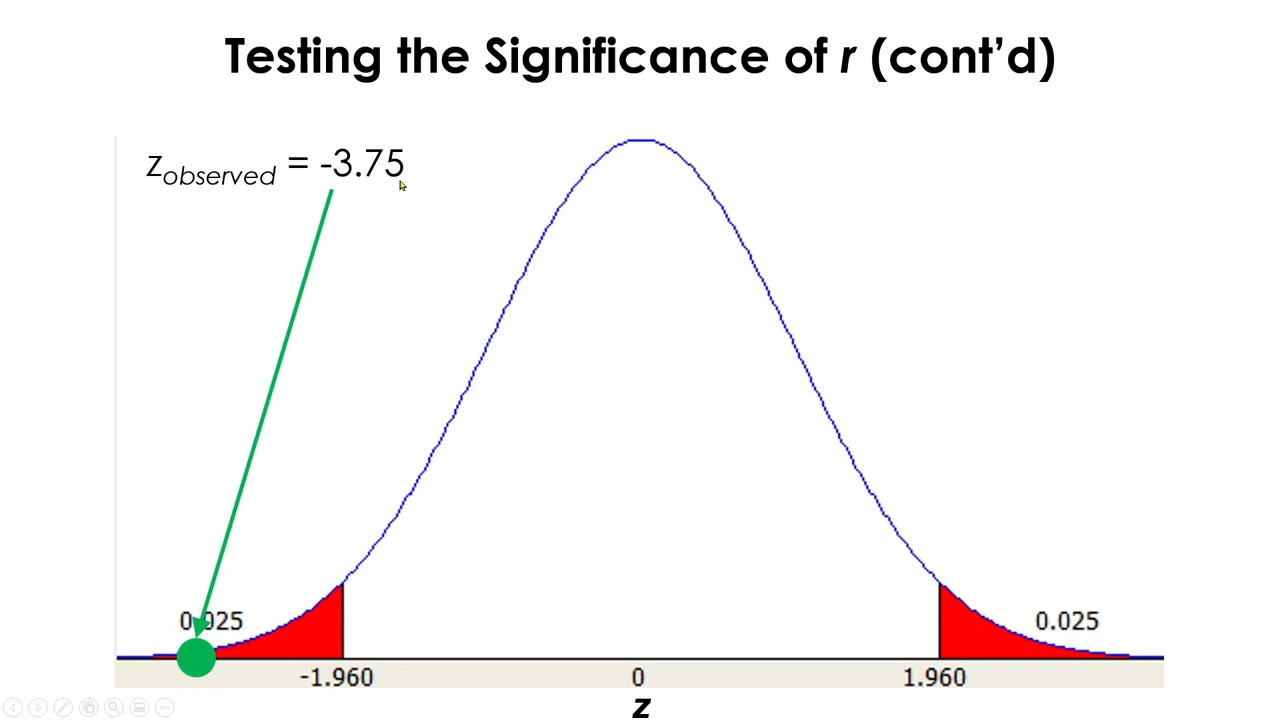 Testing the Significance of r (cont’d)
zobserved = -3.75
0.025
0.025
-1.960
0
1.960
z